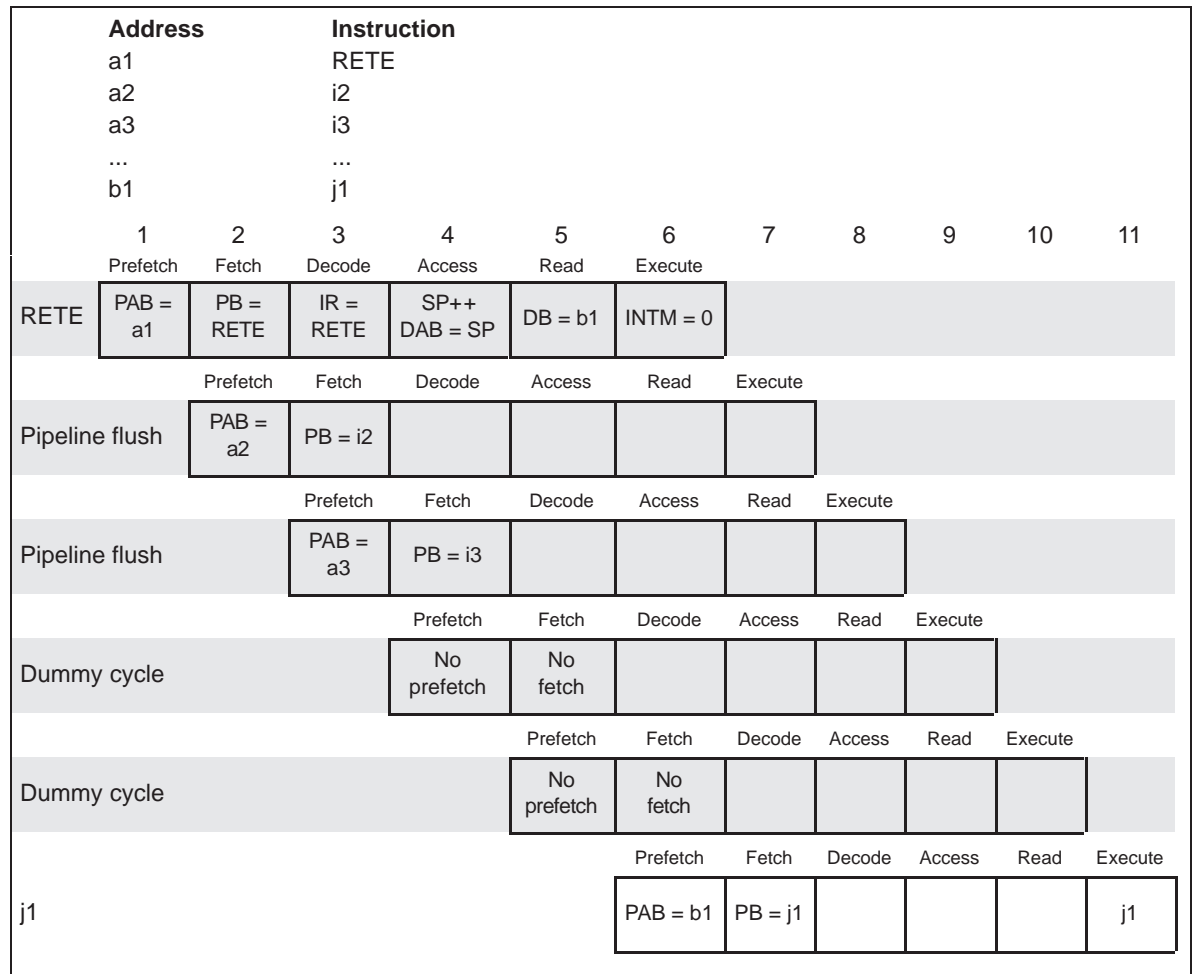 Address Instruction
a1 RETE
a2 i2
a3 i3
... ...
b1 j1
1 2 3 4 5 6 7 8 9 10 11
Prefetch Fetch Decode Access Read Execute
RETE PAB = a1 PB = RETE IR = RETE SP++ DAB = SP DB = b1 INTM = 0
Prefetch Fetch Decode Access Read Execute
Pipeline flush PAB = a2 PB = i2
Prefetch Fetch Decode Access Read Execute
Pipeline flush PAB = a3 PB = i3
Prefetch Fetch Decode Access Read Execute
Dummy cycle No prefetch No fetch
Prefetch Fetch Decode Access Read Execute
Dummy cycle No prefetch No fetch
Prefetch Fetch Decode Access Read Execute
j1 PAB = b1 PB = j1 j1